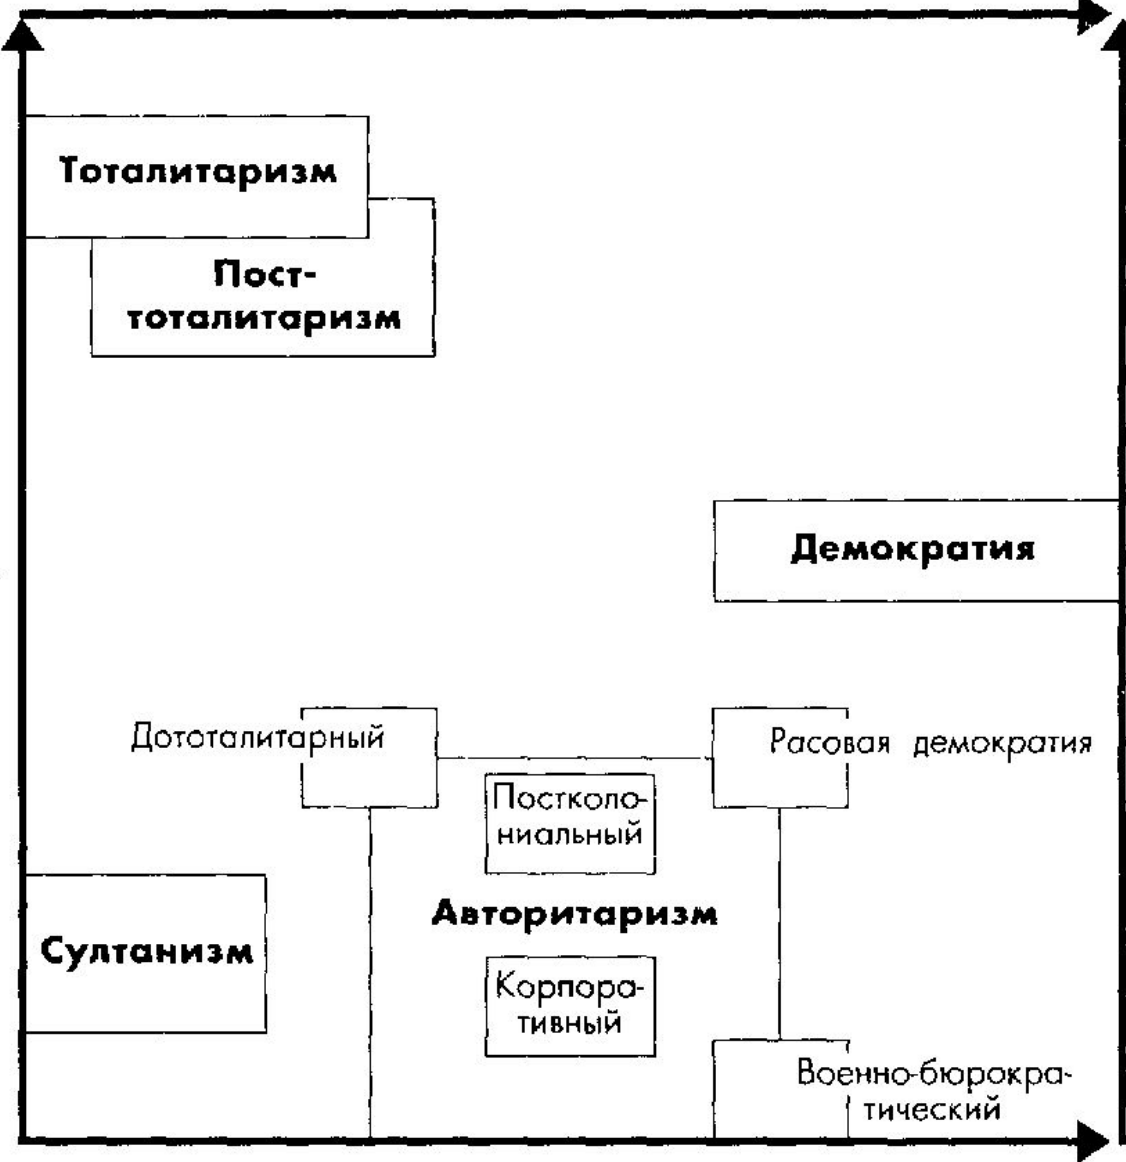 Тоталитаризм
Пост-
тоталитаризм
Демократия
Дототалитарный
Расовая демократия
Постколо-
ниальный
Авторитаризм
Султанизм
Корпора-
тивный
Военно-бюрокра-
тический